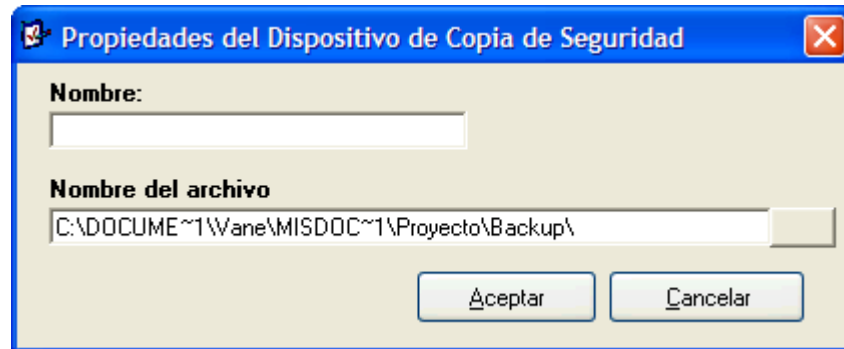 Propiedades del Dispositivo de Copia de Seguridad
Nombre:
Nombre del archivo
C:\DOCUME~1\Vane\MISDOC~1\Proyecto\Backup\
Aceptar Cancelar